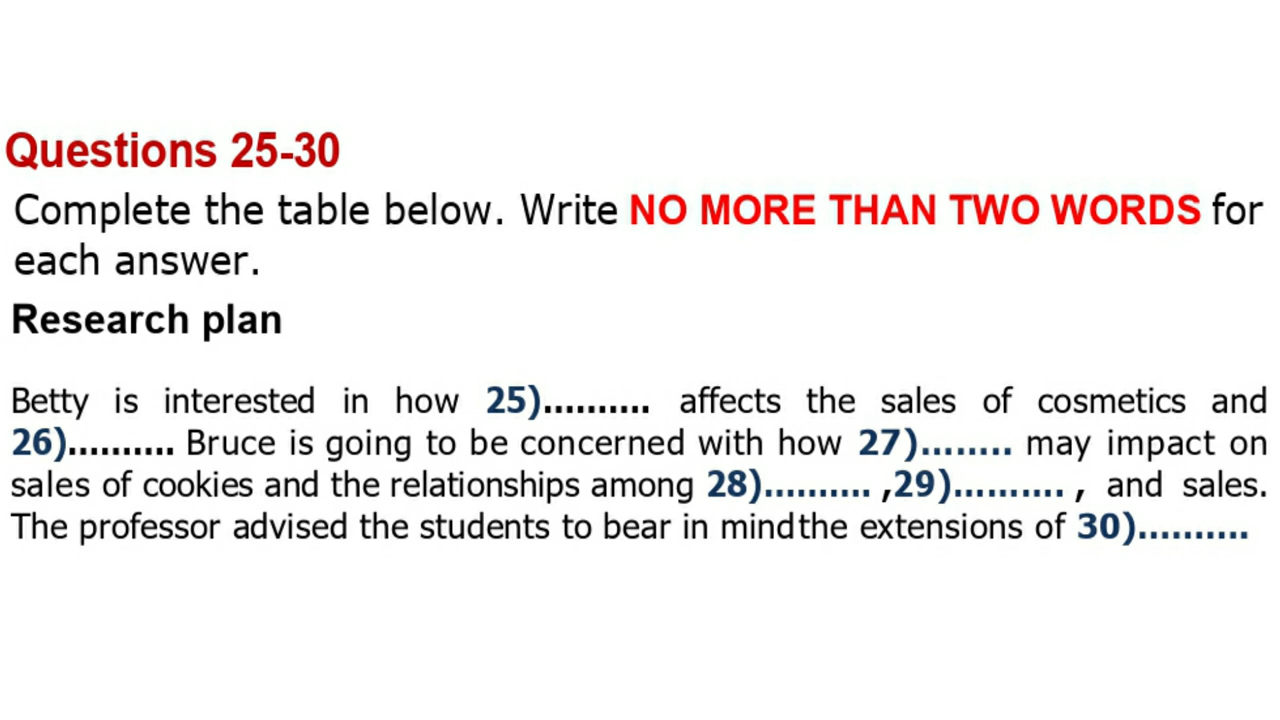 Questions 25-30
Complete the table below. Write NO MORE THAN TWO WORDS for
each answer.
Research plan
Betty is interested in how 25).......... affects the sales of cosmetics and
26).......... Bruce is going to be concerned with how 27)........ may impact on
sales of cookies and the relationships among 28).......... ,29).......... , and sales.
The professor advised the students to bear in mindthe extensions of 30)..........